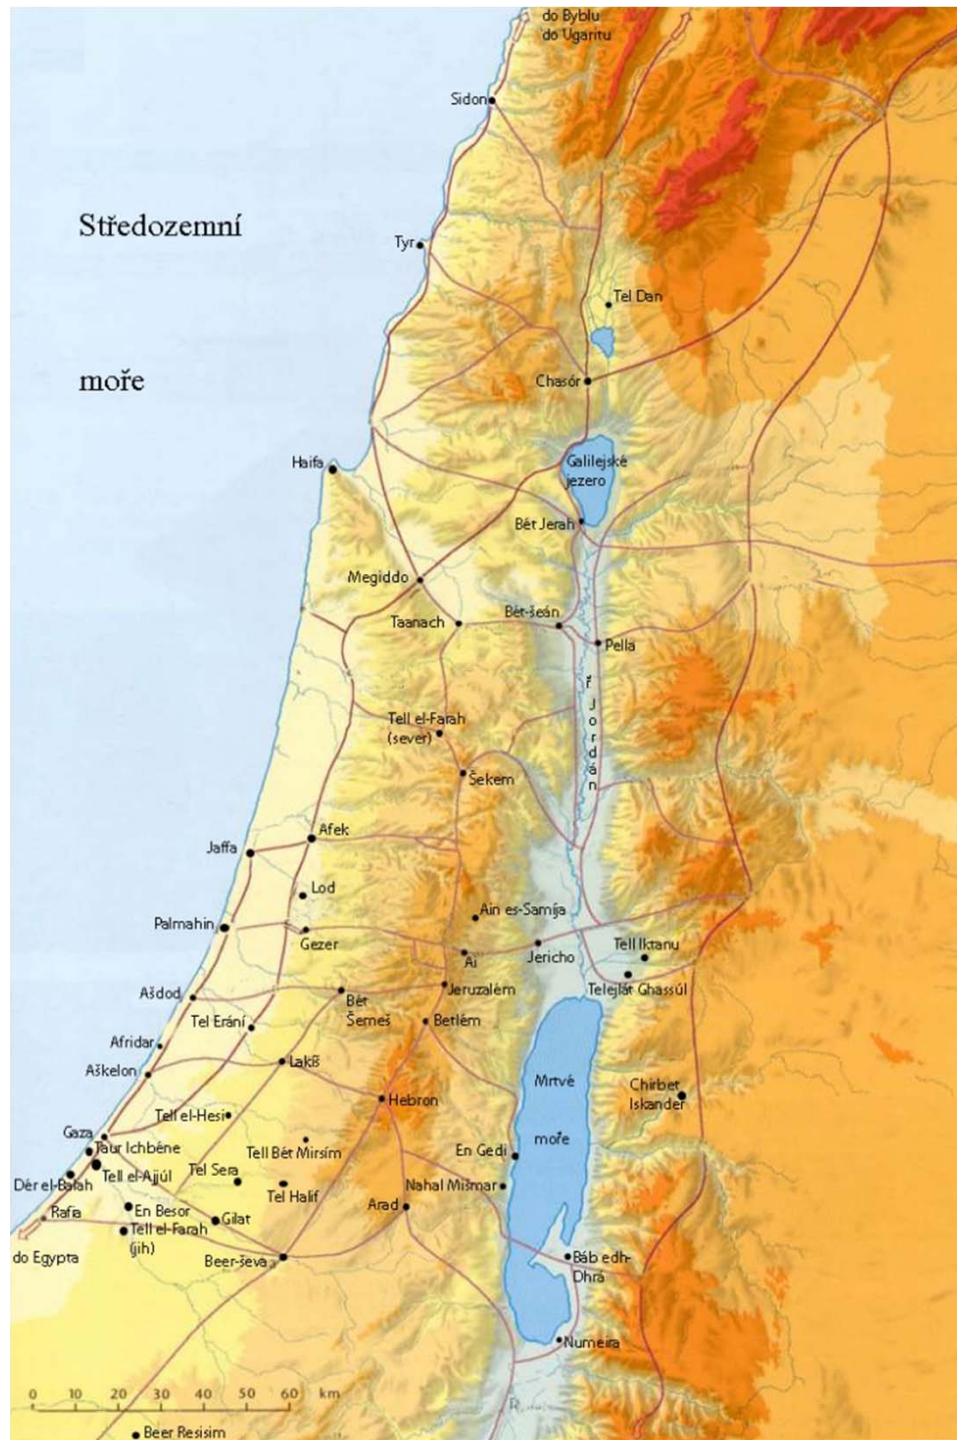 do Byblu
do Ugaritu
Sidon
Středozemní
Tyr
Tel Dan
moře
Chasór
Haifa
Galilejské
jezero
Bét Jerah
Megiddo
Taanach
Bét-šeán
Pella
ř Jordán
Tell el-Farah
(sever)
Šekem
Afek
Jaffa
Lod
Ain es-Samíja
Palmahin
Gezer
Jericho
Tell Iktanu
Ai
Jeruzalém
Telejlát Ghassúl
Ašdod
Bét
Šemeš
Tel Erání
Betlém
Afridar
Aškelon
Lakíš
Mrtvé
moře
Chirbet
Iskander
Hebron
Tell el-Hesi
Gaza
Taur Ichbéne
Tell Bét Mirsím
En Gedi
Tell el-Ajjúl
Tel Sera
Dér el-Balah
Tel Halif
Nahal Mišmar
Arad
Rafia
En Besor
Gilat
Tell el-Farah
(jih)
do Egypta
Beer-ševa
Báb edh-
Dhrá
Numeira
0 10 20 30 40 50 60 km
Beer Resisim